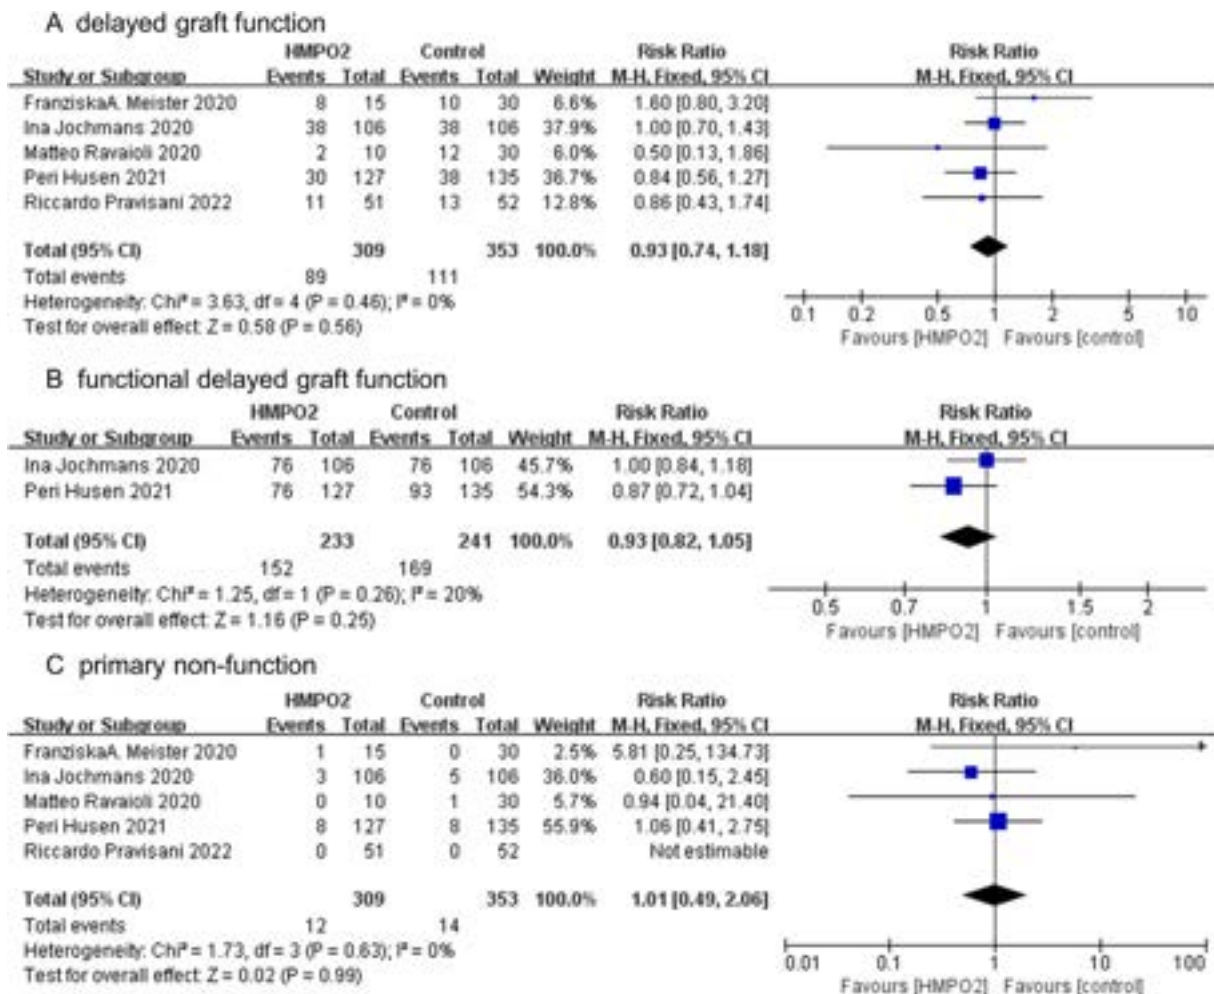 A delayed graft function
HMPO2 Control Risk Ratio Risk Ratio
Study or Subgroup Events Total Events Total Weight M-H, Fixed, 95% CI M-H, Fixed, 95% CI
FranziskaA. Meister 2020 8 15 10 30 6.6% 1.60 [0.80, 3.20]
Ina Jochmans 2020 38 106 38 106 37.9% 1.00 [0.70, 1.43]
Matteo Ravaioli 2020 2 10 12 30 6.0% 0.50 [0.13, 1.86]
Peri Husen 2021 30 127 38 135 36.7% 0.84 [0.56, 1.27]
Riccardo Pravisani 2022 11 51 13 52 12.8% 0.86 [0.43, 1.74]
Total (95% CI) 309 353 100.0% 0.93 [0.74, 1.18]
Total events 89 111
Heterogeneity: Chi² = 3.63, df = 4 (P = 0.46); I² = 0%
Test for overall effect: Z = 0.58 (P = 0.56)
0.1 0.2 0.5 1 2 5 10
Favours [HMPO2] Favours [control]
B functional delayed graft function
HMPO2 Control Risk Ratio Risk Ratio
Study or Subgroup Events Total Events Total Weight M-H, Fixed, 95% CI M-H, Fixed, 95% CI
Ina Jochmans 2020 76 106 76 106 45.7% 1.00 [0.84, 1.18]
Peri Husen 2021 76 127 93 135 54.3% 0.87 [0.72, 1.04]
Total (95% CI) 233 241 100.0% 0.93 [0.82, 1.05]
Total events 152 169
Heterogeneity: Chi² = 1.25, df = 1 (P = 0.26); I² = 20%
Test for overall effect: Z = 1.16 (P = 0.25)
0.5 0.7 1 1.5 2
Favours [HMPO2] Favours [control]
C primary non-function
HMPO2 Control Risk Ratio Risk Ratio
Study or Subgroup Events Total Events Total Weight M-H, Fixed, 95% CI M-H, Fixed, 95% CI
FranziskaA. Meister 2020 1 15 0 30 2.5% 5.81 [0.25, 134.73]
Ina Jochmans 2020 3 106 5 106 36.0% 0.60 [0.15, 2.45]
Matteo Ravaioli 2020 0 10 1 30 5.7% 0.94 [0.04, 21.40]
Peri Husen 2021 8 127 8 135 55.9% 1.06 [0.41, 2.75]
Riccardo Pravisani 2022 0 51 0 52 Not estimable
Total (95% CI) 309 353 100.0% 1.01 [0.49, 2.06]
Total events 12 14
Heterogeneity: Chi² = 1.73, df = 3 (P = 0.63); I² = 0%
Test for overall effect: Z = 0.02 (P = 0.99)
0.01 0.1 1 10 100
Favours [HMPO2] Favours [control]